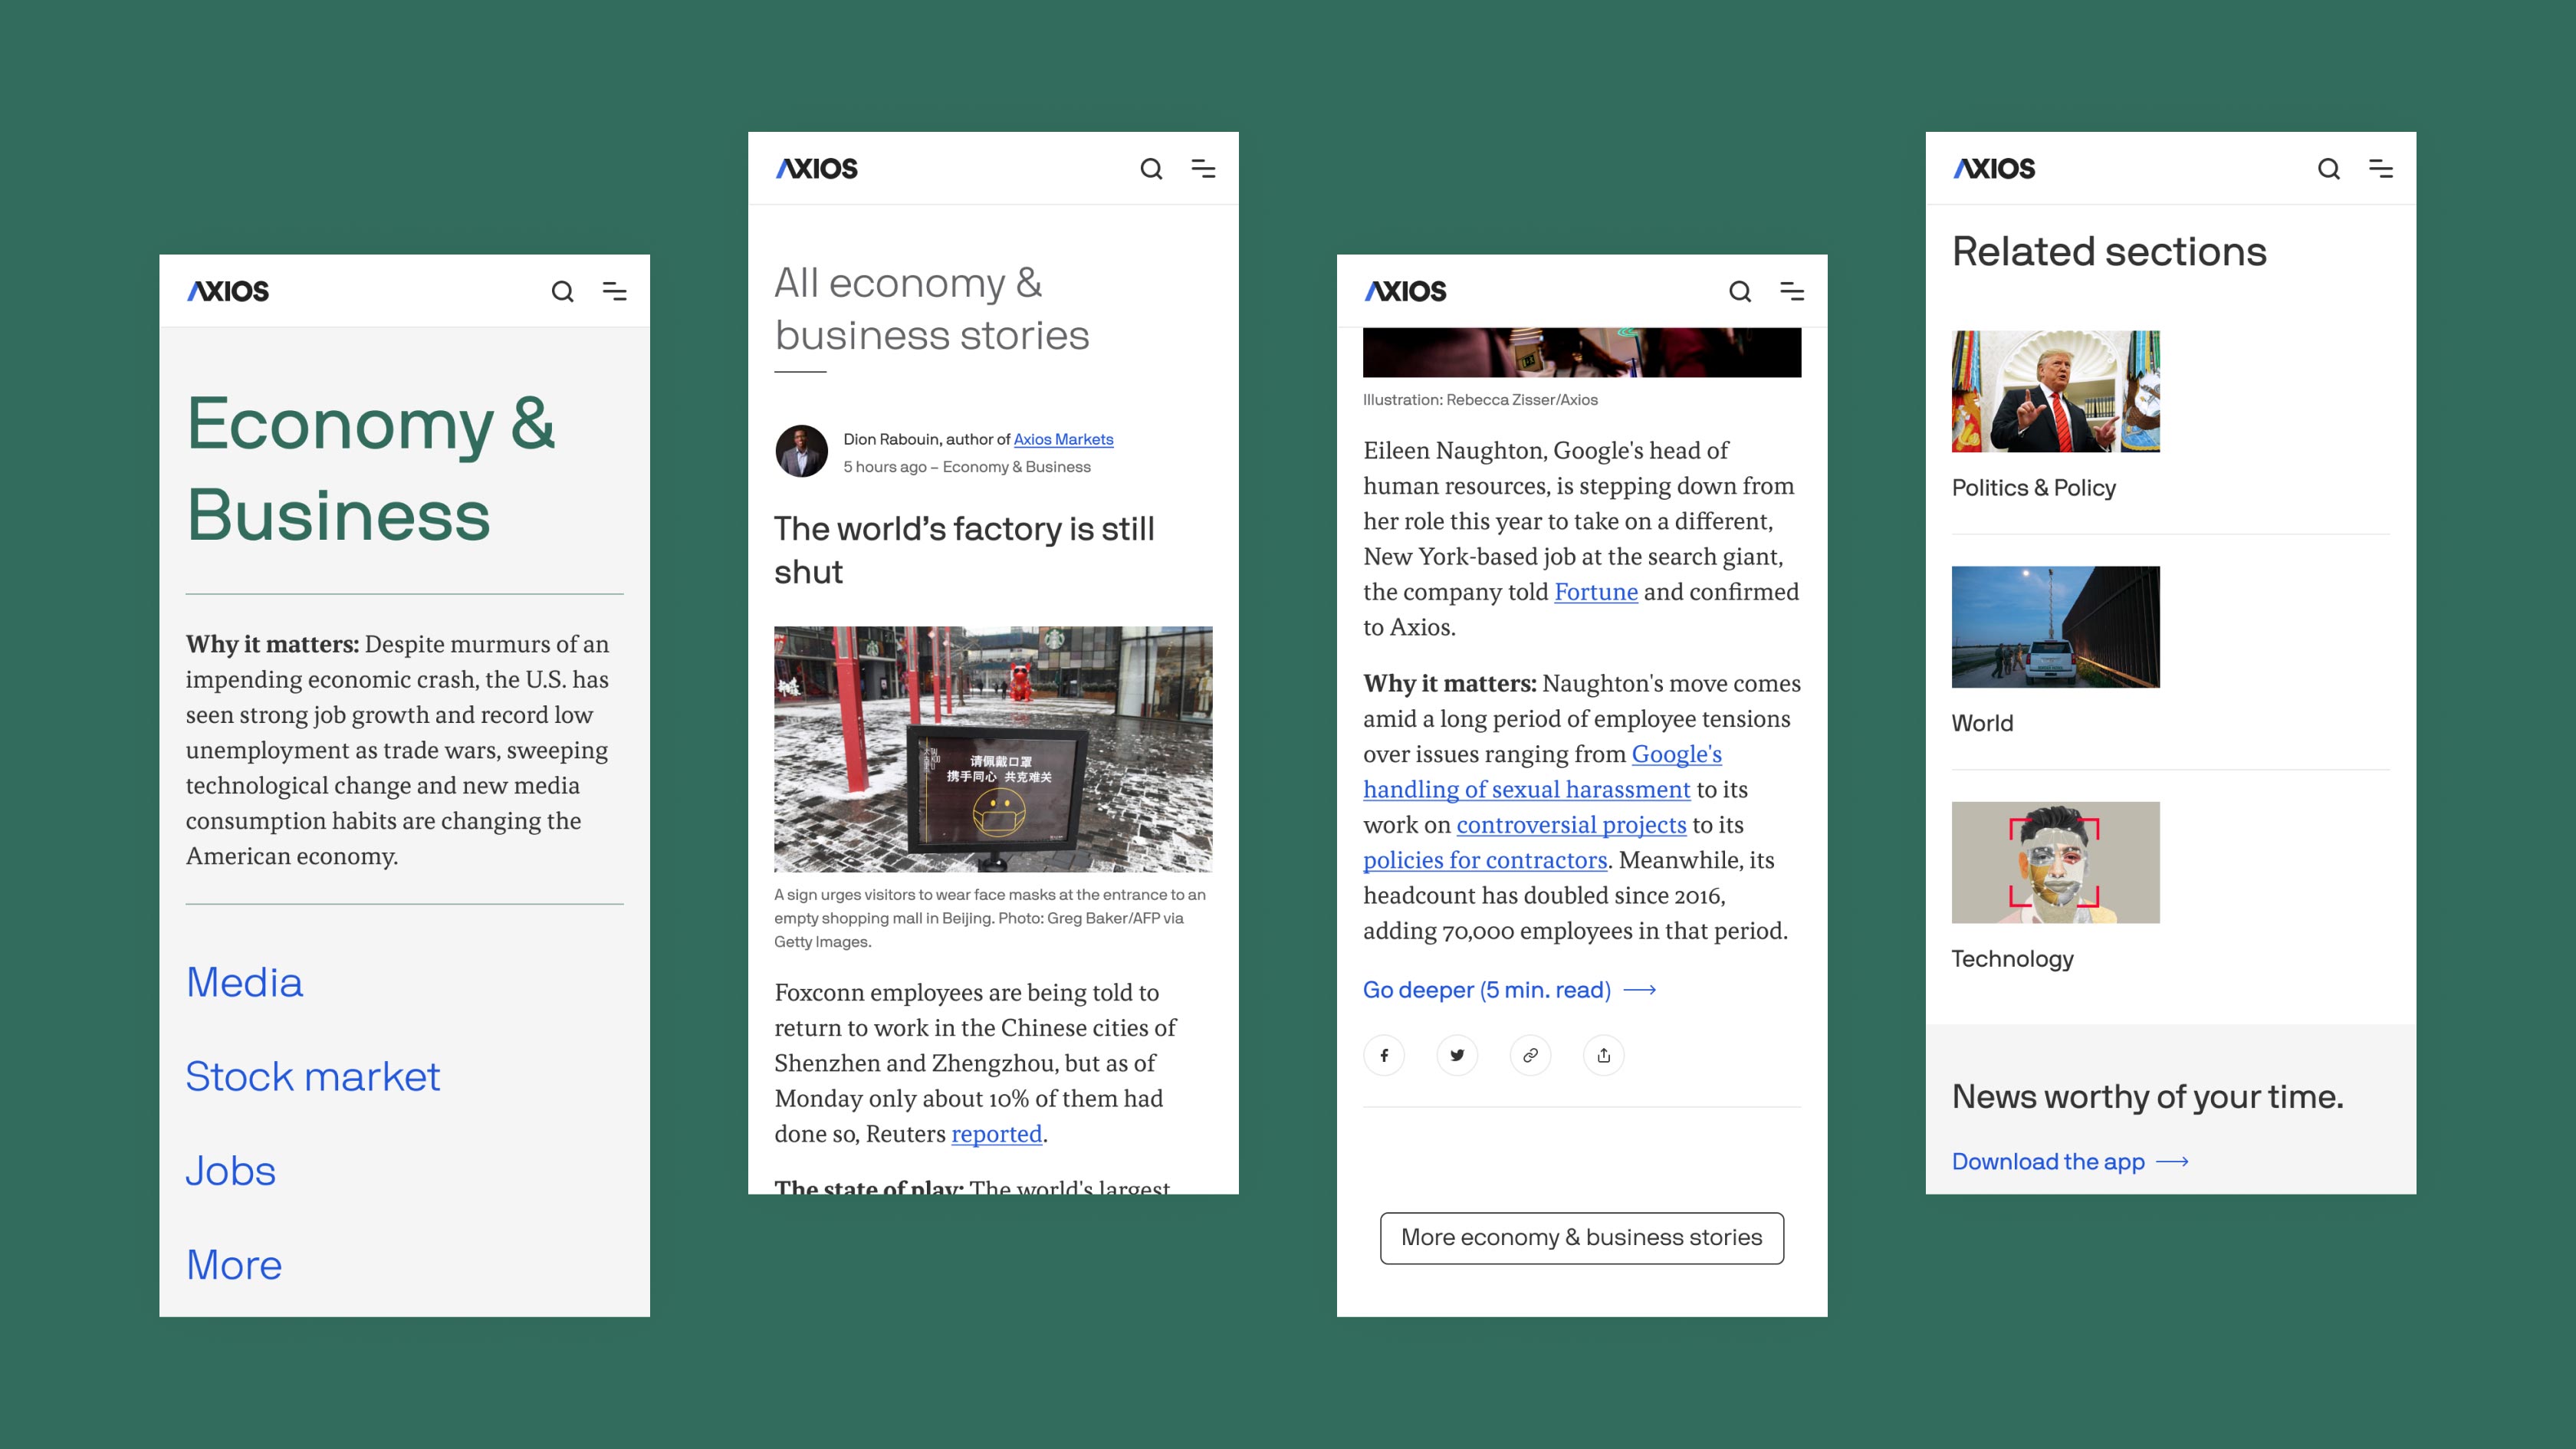 AXIOS
Economy &
Business
Why it matters: Despite murmurs of an
impending economic crash, the U.S. has
seen strong job growth and record low
unemployment as trade wars, sweeping
technological change and new media
consumption habits are changing the
American economy.
Media
Stock market
Jobs
More
AXIOS
All economy &
business stories
Dion Rabouin, author of Axios Markets
5 hours ago – Economy & Business
The world’s factory is still
shut
请佩戴口罩
携手同心 共克难关
A sign urges visitors to wear face masks at the entrance to an
empty shopping mall in Beijing. Photo: Greg Baker/AFP via
Getty Images.
Foxconn employees are being told to
return to work in the Chinese cities of
Shenzhen and Zhengzhou, but as of
Monday only about 10% of them had
done so, Reuters reported.
The state of play: The world's largest
AXIOS
Illustration: Rebecca Zisser/Axios
Eileen Naughton, Google's head of
human resources, is stepping down from
her role this year to take on a different,
New York-based job at the search giant,
the company told Fortune and confirmed
to Axios.
Why it matters: Naughton's move comes
amid a long period of employee tensions
over issues ranging from Google's
handling of sexual harassment to its
work on controversial projects to its
policies for contractors. Meanwhile, its
headcount has doubled since 2016,
adding 70,000 employees in that period.
Go deeper (5 min. read)
More economy & business stories
AXIOS
Related sections
Politics & Policy
World
Technology
News worthy of your time.
Download the app